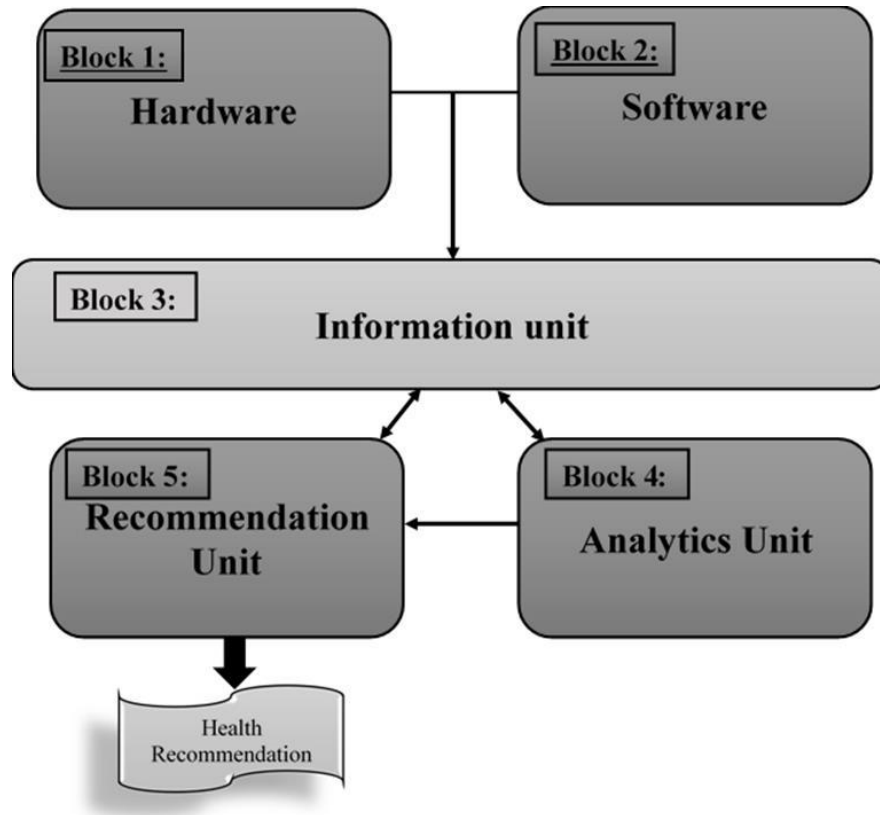 Block 1:
Hardware
Block 2:
Software
Block 3:
Information unit
Block 5:
Recommendation
Unit
Block 4:
Analytics Unit
Health
Recommendation